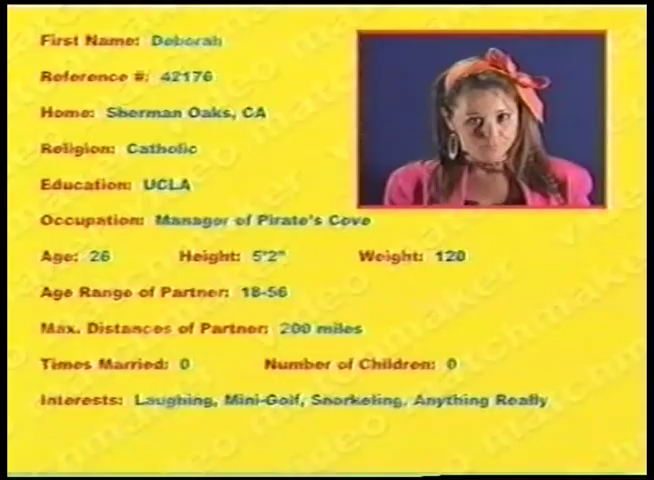 First Name: Deborah
Reference #: 42176
Home: Sherman Oaks, CA
Religion: Catholic
Education: UCLA
Occupation: Manager of Pirate's Cove
Age: 26 Height: 5'2" Weight: 120
Age Range of Partner: 18-56
Max. Distances of Partner: 200 miles
Times Married: 0 Number of Children: 0
Interests: Laughing, Mini-Golf, Snorkeling, Anything Really